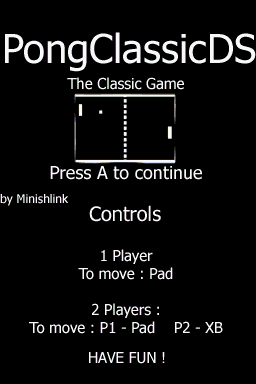 PongClassicDS
The Classic Game
Press A to continue
by Minishlink
Controls
1 Player
To move : Pad
2 Players :
To move : P1 - Pad P2 - XB
HAVE FUN !